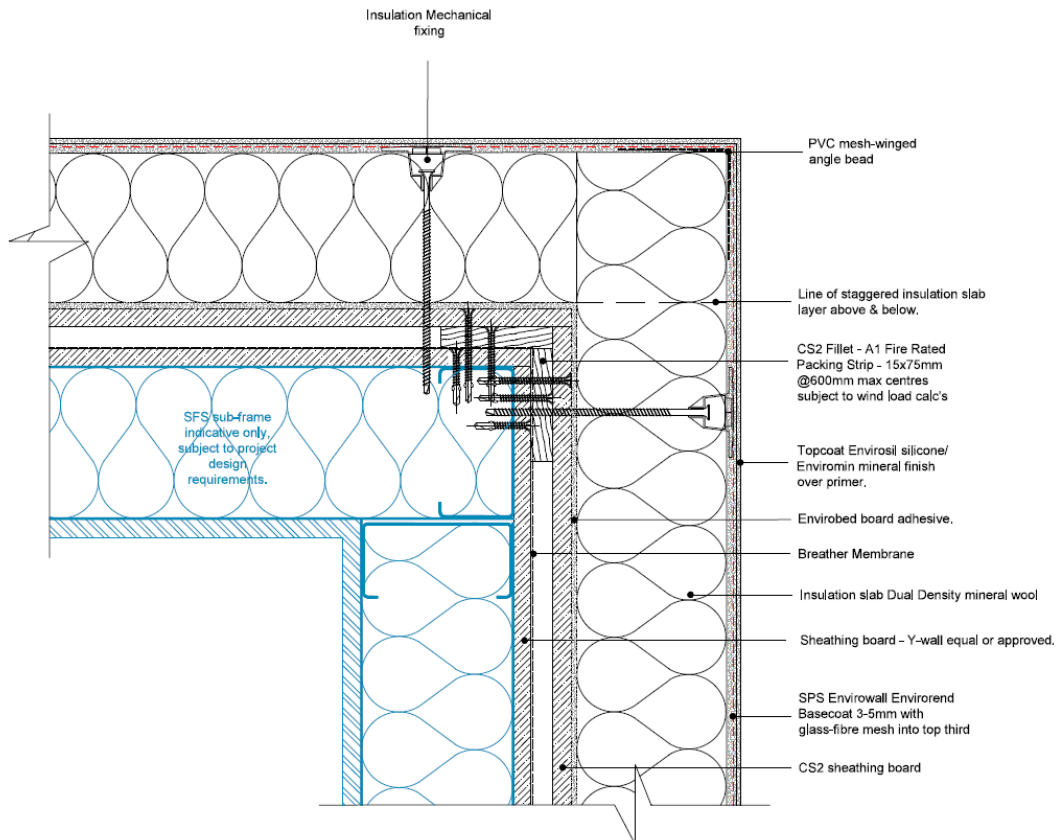 Insulation Mechanical
fixing
PVC mesh-winged
angle bead
Line of staggered insulation slab
layer above & below.
CS2 Fillet - A1 Fire Rated
Packing Strip - 15x75mm
@600mm max centres
subject to wind load calc's
SFS sub-frame
indicative only,
subject to project
design
requirements.
Topcoat Envirosil silicone/
Enviromin mineral finish
over primer.
Envirobed board adhesive.
Breather Membrane
Insulation slab Dual Density mineral wool
Sheathing board - Y-wall equal or approved.
SPS Envirowall Envirorend
Basecoat 3-5mm with
glass-fibre mesh into top third
CS2 sheathing board